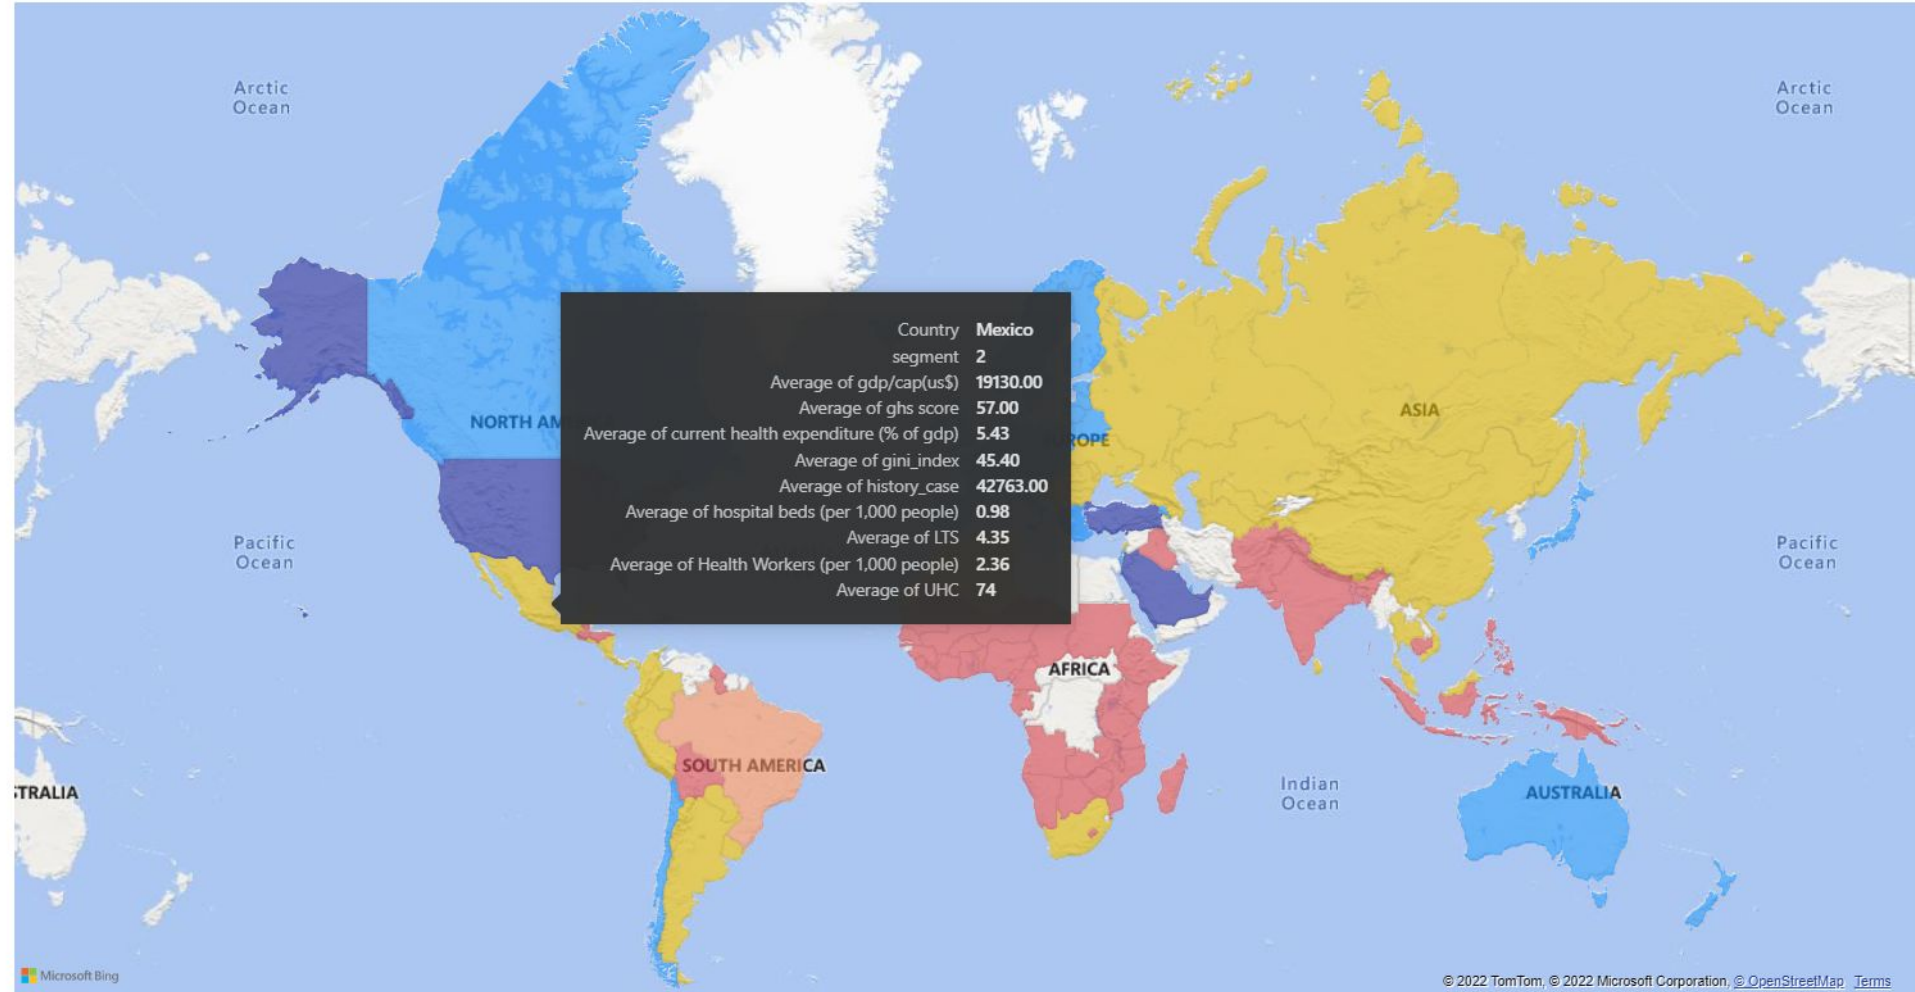 Arctic
Ocean
Arctic
Ocean
NORTH AM
Country Mexico
segment 2
Average of gdp/cap(us$) 19130.00
Average of ghs score 57.00
Average of current health expenditure (% of gdp) 5.43
Average of gini_index 45.40
Average of history_case 42763.00
Average of hospital beds (per 1,000 people) 0.98
Average of LTS 4.35
Average of Health Workers (per 1,000 people) 2.36
Average of UHC 74
ROPE
ASIA
Pacific
Ocean
Pacific
Ocean
AFRICA
SOUTH AMERICA
Indian
Ocean
STRALIA
AUSTRALIA
Microsoft Bing
© 2022 TomTom, © 2022 Microsoft Corporation, © OpenStreetMap Terms